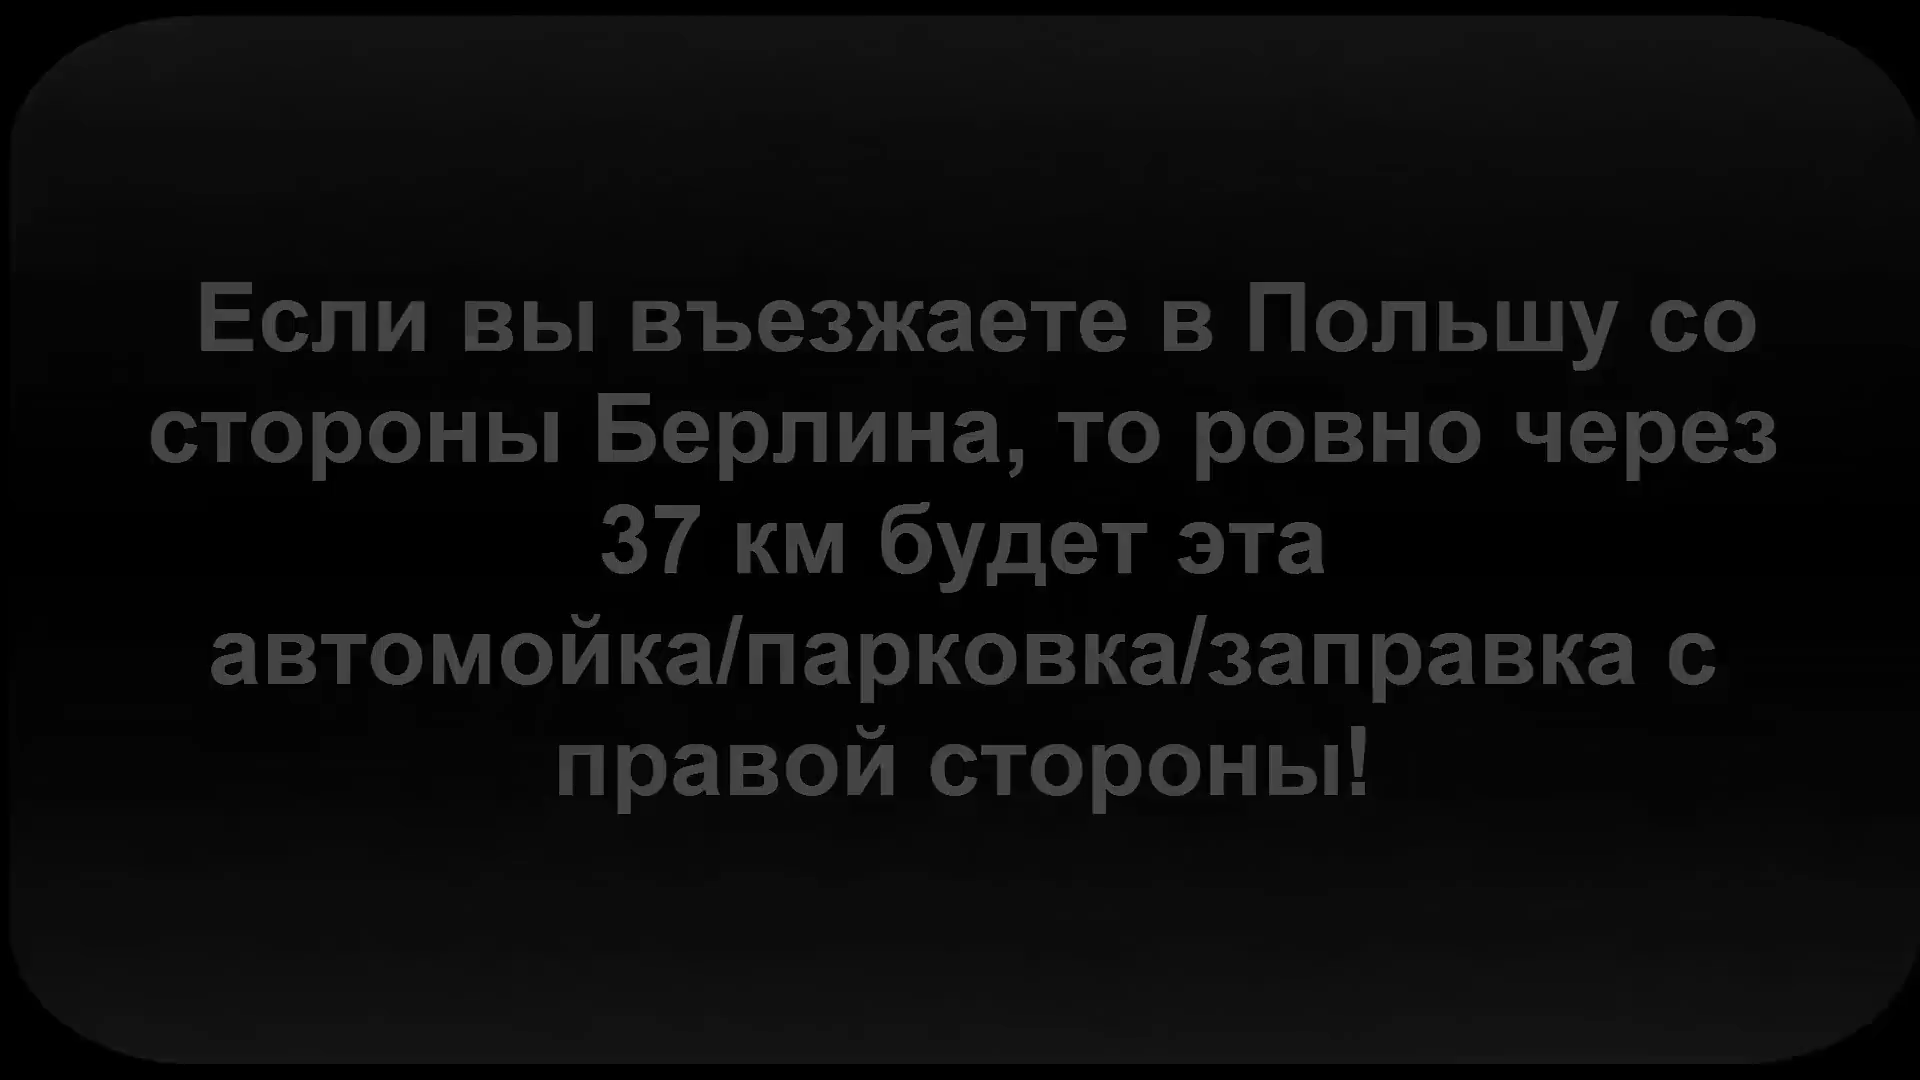 Если вы въезжаете в Польшу со
стороны Берлина, то ровно через
37 км будет эта
автомойка/парковка/заправка с
правой стороны!